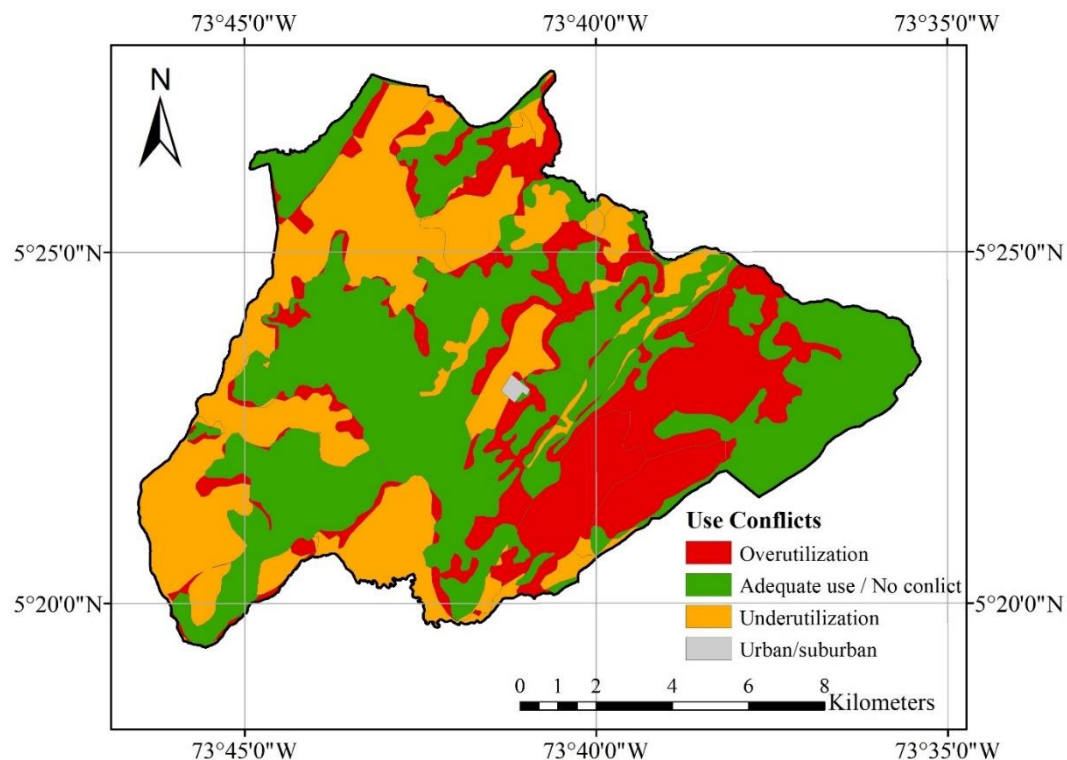 73°45'0"W 73°40'0"W 73°35'0"W
N
5°25'0"N 5°25'0"N
Use Conflicts
Overutilization
Adequate use / No conlict
Underutilization
Urban/suburban
5°20'0"N 5°20'0"N
0 1 2 4 6 8
Kilometers
73°45'0"W 73°40'0"W 73°35'0"W